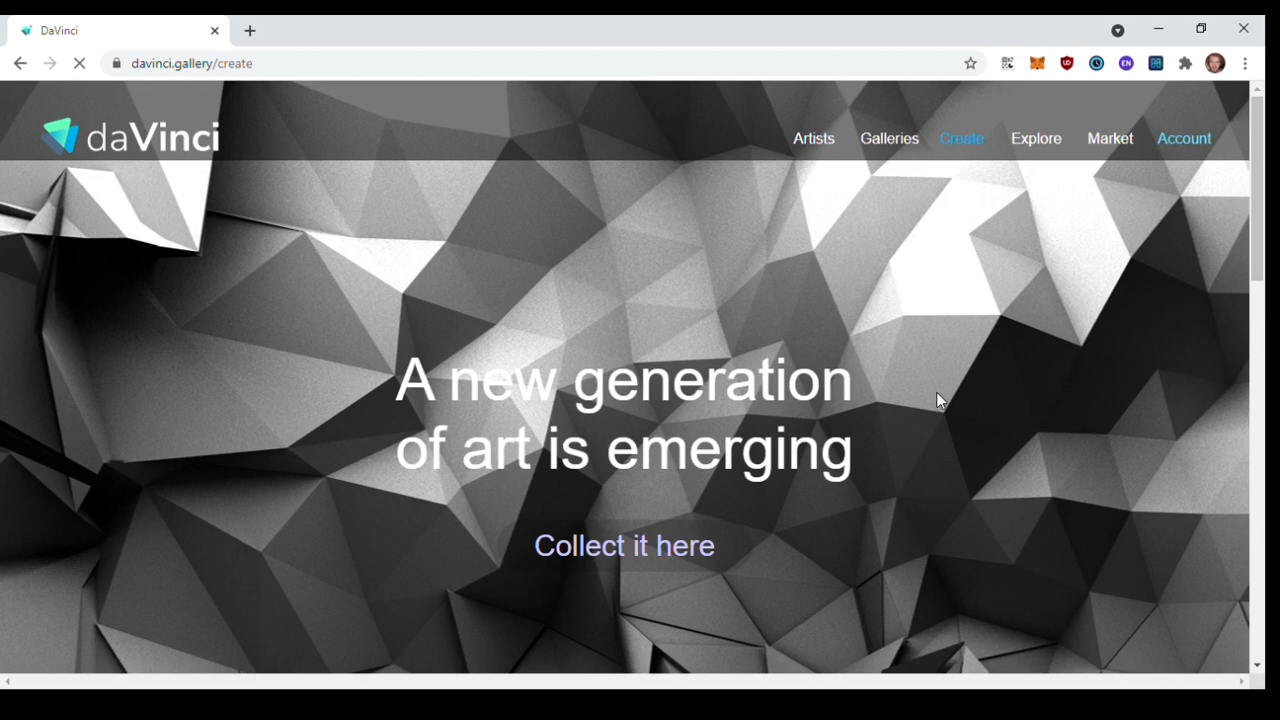 DaVinci
davinci.gallery/create
EN
daVinci
Artists Galleries Create Explore Market Account
A new generation
of art is emerging
Collect it here